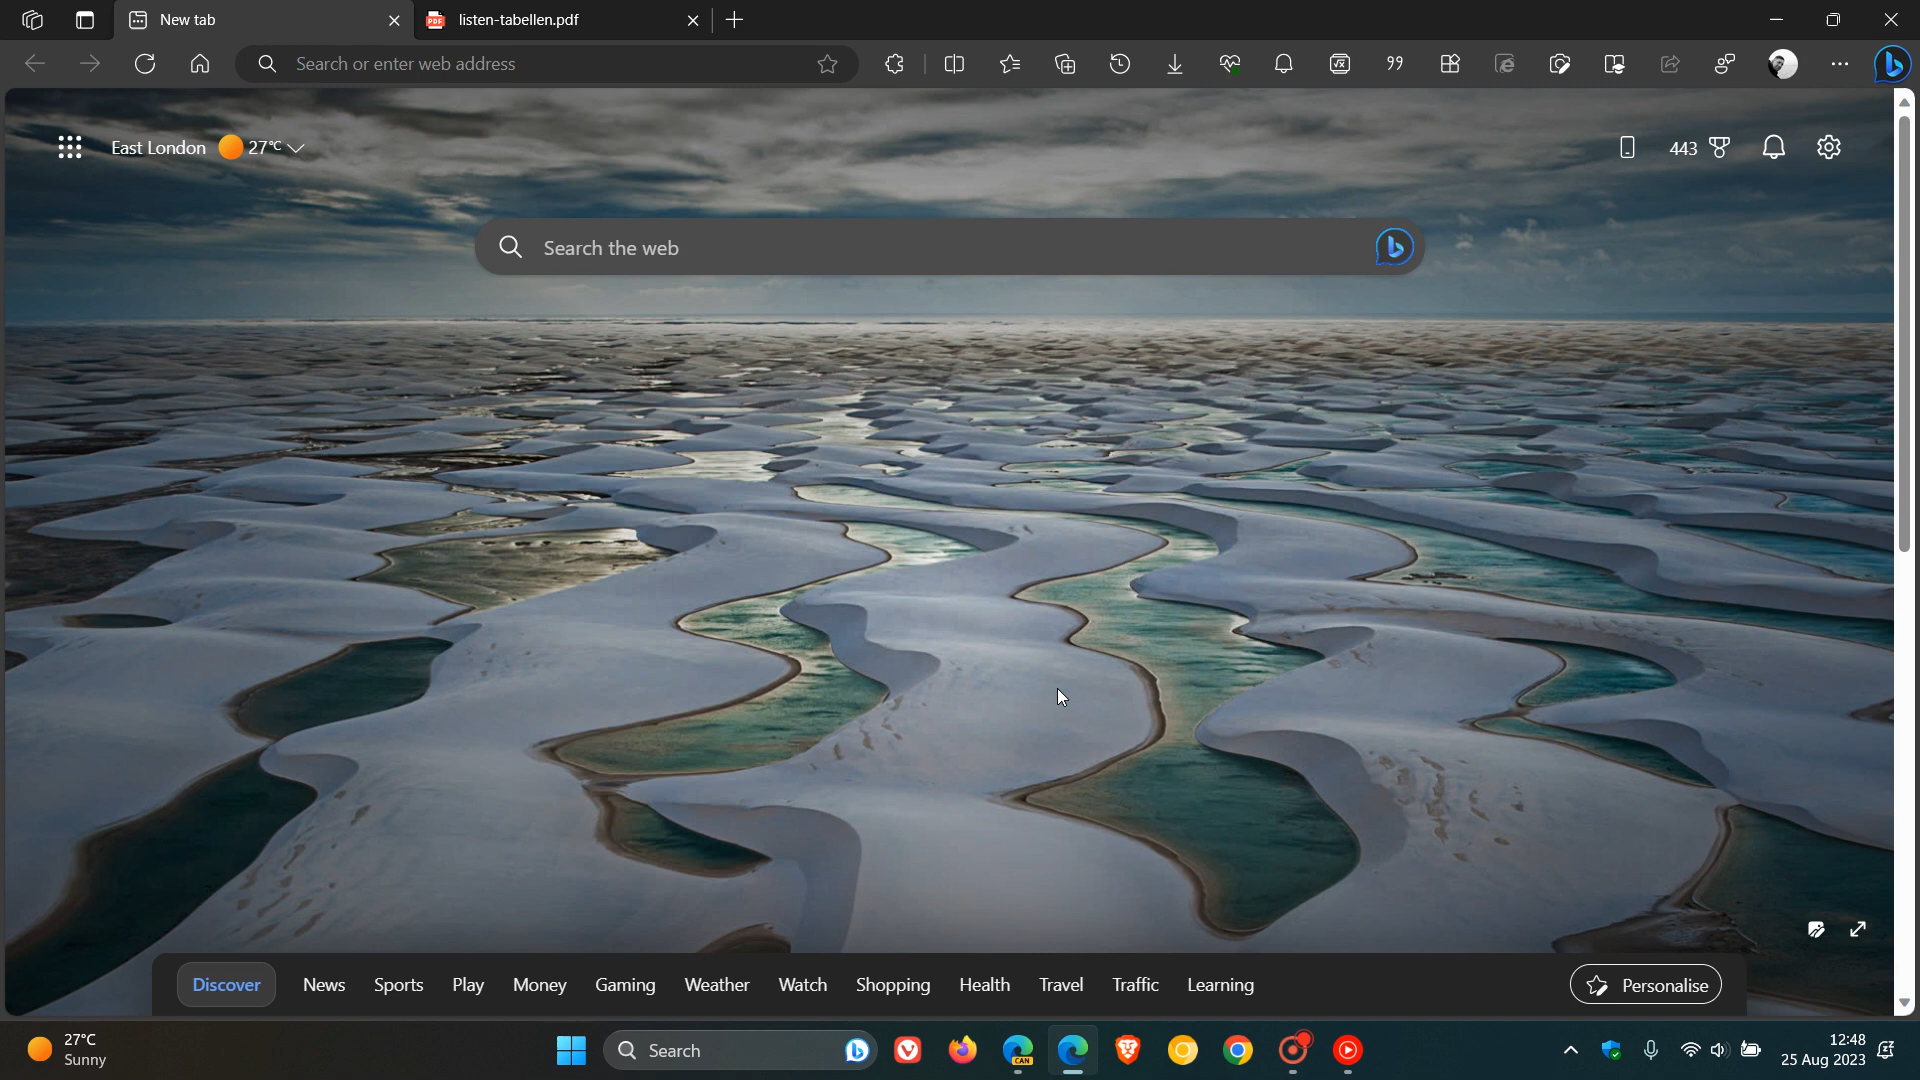 New tab
listen-tabellen.pdf
Search or enter web address
East London 27°C
443
Search the web
Discover News Sports Play Money Gaming Weather Watch Shopping Health Travel Traffic Learning Personalise
27°C
Sunny
Search
CAN
12:48
25 Aug 2023